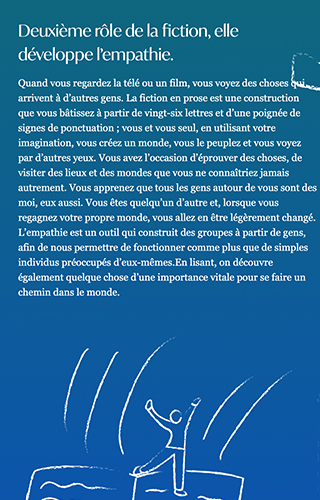 Deuxième rôle de la fiction, elle
développe l’empathie.
Quand vous regardez la télé ou un film, vous voyez des choses qui
arrivent à d’autres gens. La fiction en prose est une construction
que vous bâtissez à partir de vingt-six lettres et d’une poignée de
signes de ponctuation ; vous et vous seul, en utilisant votre
imagination, vous créez un monde, vous le peuplez et vous voyez
par d’autres yeux. Vous avez l’occasion d’éprouver des choses, de
visiter des lieux et des mondes que vous ne connaîtriez jamais
autrement. Vous apprenez que tous les gens autour de vous sont des
moi, eux aussi. Vous êtes quelqu’un d’autre et, lorsque vous
regagnez votre propre monde, vous allez en être légèrement changé.
L’empathie est un outil qui construit des groupes à partir de gens,
afin de nous permettre de fonctionner comme plus que de simples
individus préoccupés d’eux-mêmes.En lisant, on découvre
également quelque chose d’une importance vitale pour se faire un
chemin dans le monde.